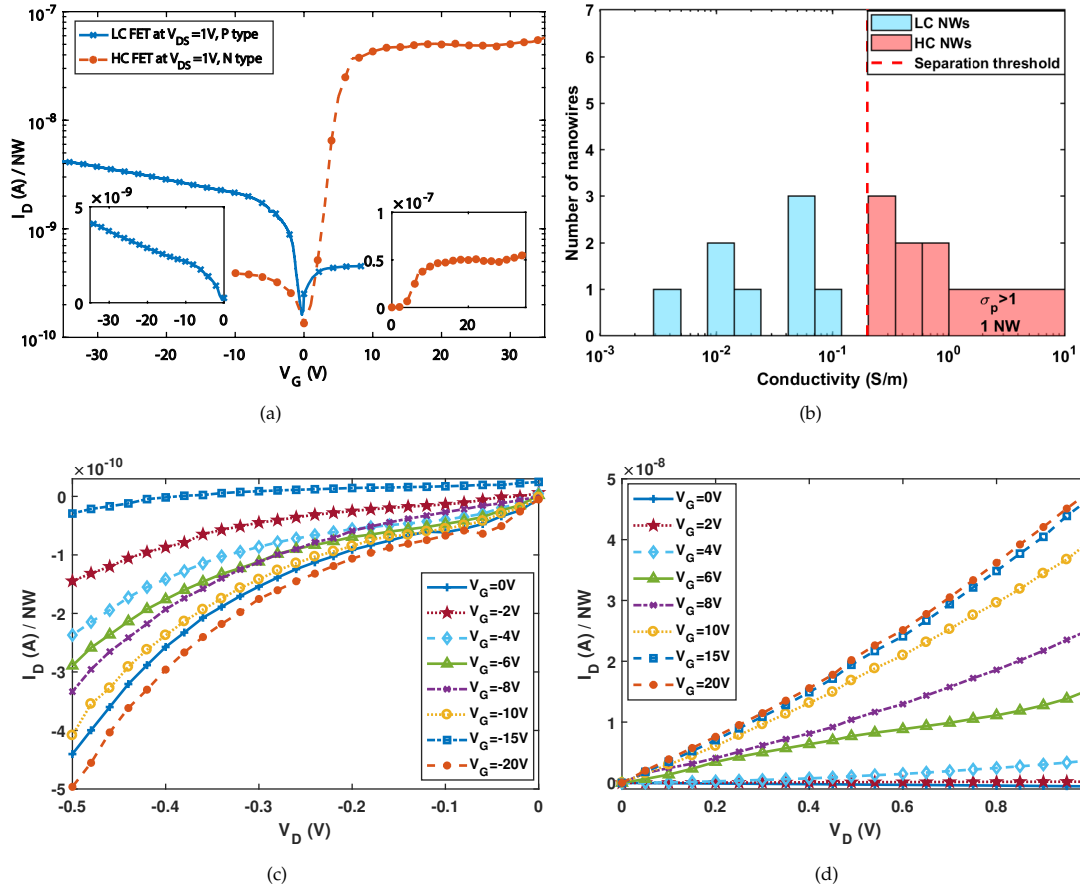 LC FET at V_DS=1V, P type
HC FET at V_DS=1V, N type
I_D (A) / NW
10^-7
10^-8
10^-9
10^-10
×10^-9
5
0
-30 -20 -10 0
×10^-7
1
0.5
0
0 20
-30 -20 -10 0 10 20 30
V_G (V)
(a)
LC NWs
HC NWs
Separation threshold
Number of nanowires
7
6
5
4
3
2
1
0
σ_p>1
1 NW
10^-3 10^-2 10^-1 10^0 10^1
Conductivity (S/m)
(b)
×10^-10
I_D (A) / NW
0
-1
-2
-3
-4
-5
V_G=0V
V_G=-2V
V_G=-4V
V_G=-6V
V_G=-8V
V_G=-10V
V_G=-15V
V_G=-20V
-0.5 -0.4 -0.3 -0.2 -0.1 0
V_D (V)
(c)
×10^-8
I_D (A) / NW
5
4
3
2
1
0
V_G=0V
V_G=2V
V_G=4V
V_G=6V
V_G=8V
V_G=10V
V_G=15V
V_G=20V
0 0.2 0.4 0.6 0.8
V_D (V)
(d)